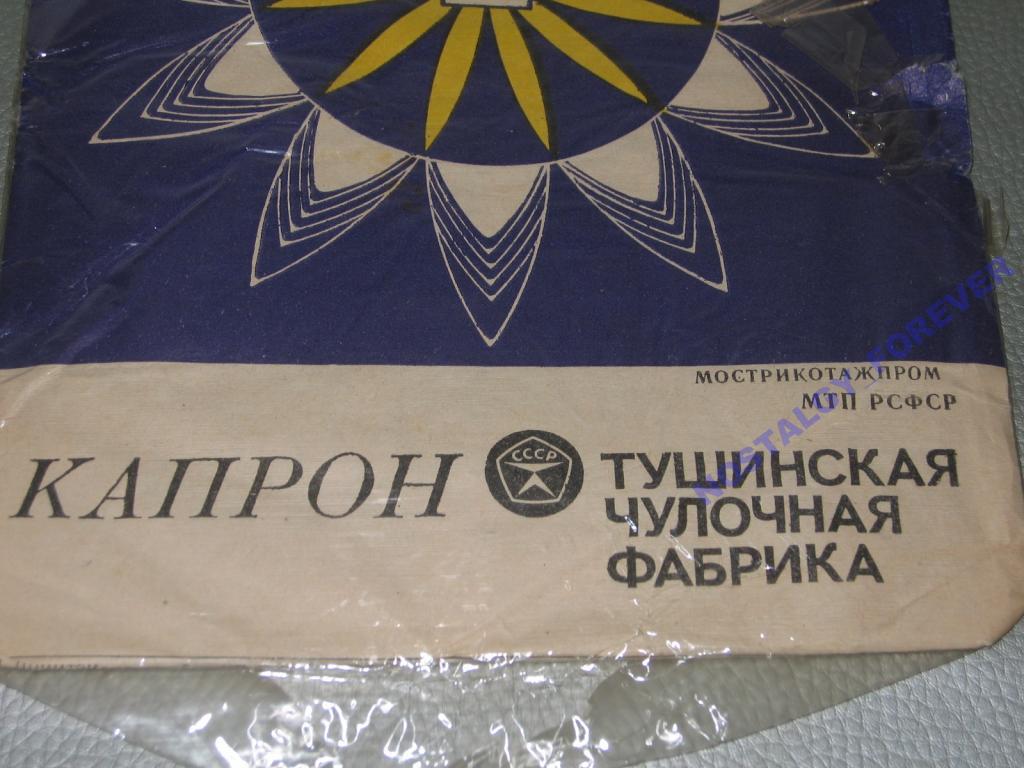 МОСТРИКОТАЖПРОМ
МТП РСФСР
КАПРОН
СССР
ТУШИНСКАЯ
ЧУЛОЧНАЯ
ФАБРИКА
NOSTALGY_FOREVER